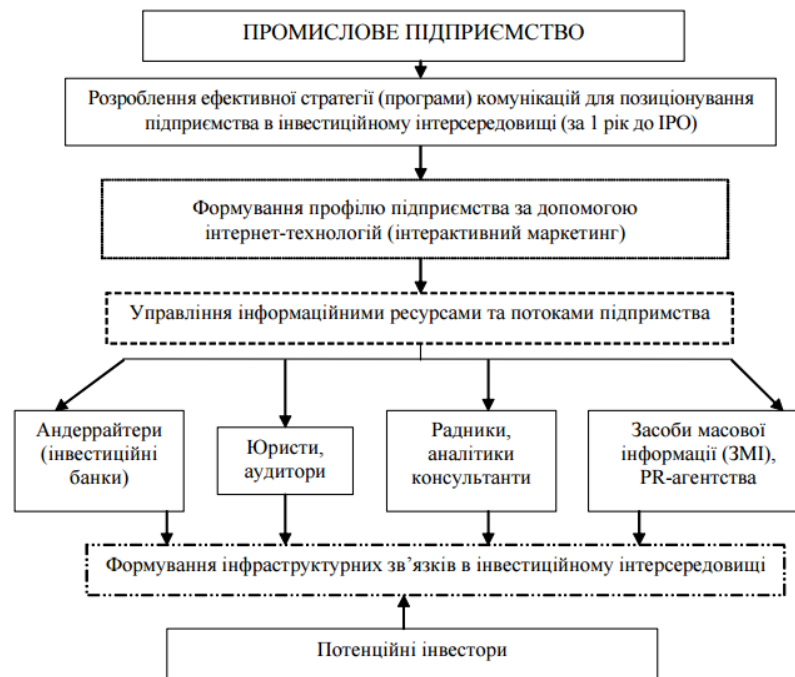 ПРОМИСЛОВЕ ПІДПРИЄМСТВО
Розроблення ефективної стратегії (програми) комунікацій для позиціонування
підприємства в інвестиційному інтерсередовищі (за 1 рік до IPO)
Формування профілю підприємства за допомогою
інтернет-технологій (інтерактивний маркетинг)
Управління інформаційними ресурсами та потоками підпримства
Андеррайтери
(інвестиційні
банки)
Юристи,
аудитори
Радники,
аналітики
консультанти
Засоби масової
інформації (ЗМІ),
PR-агентства
Формування інфраструктурних зв’язків в інвестиційному інтерсередовищі
Потенційні інвестори